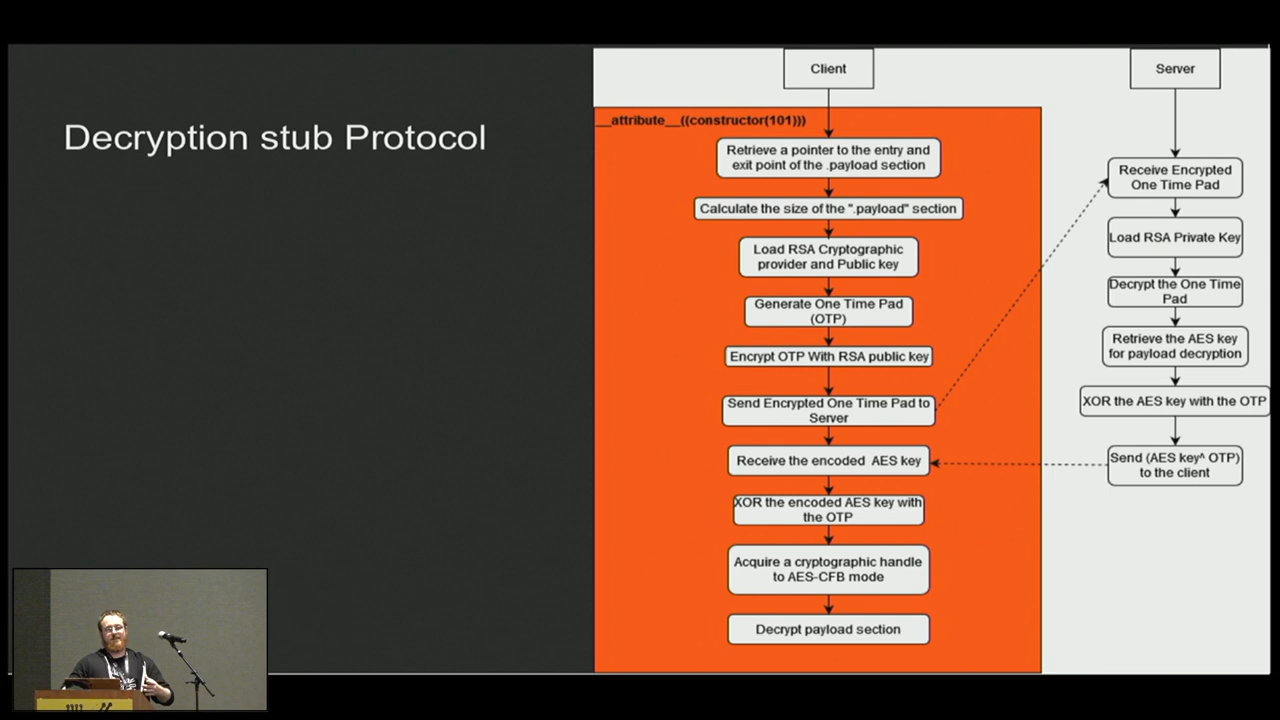 Decryption stub Protocol
Client
__attribute__((constructor(101)))
Retrieve a pointer to the entry and
exit point of the .payload section
Calculate the size of the ".payload" section
Load RSA Cryptographic
provider and Public key
Generate One Time Pad
(OTP)
Encrypt OTP With RSA public key
Send Encrypted One Time Pad to
Server
Receive the encoded AES key
XOR the encoded AES key with
the OTP
Acquire a cryptographic handle
to AES-CFB mode
Decrypt payload section
Server
Receive Encrypted
One Time Pad
Load RSA Private Key
Decrypt the One Time
Pad
Retrieve the AES key
for payload decryption
XOR the AES key with the OTP
Send (AES key^ OTP)
to the client